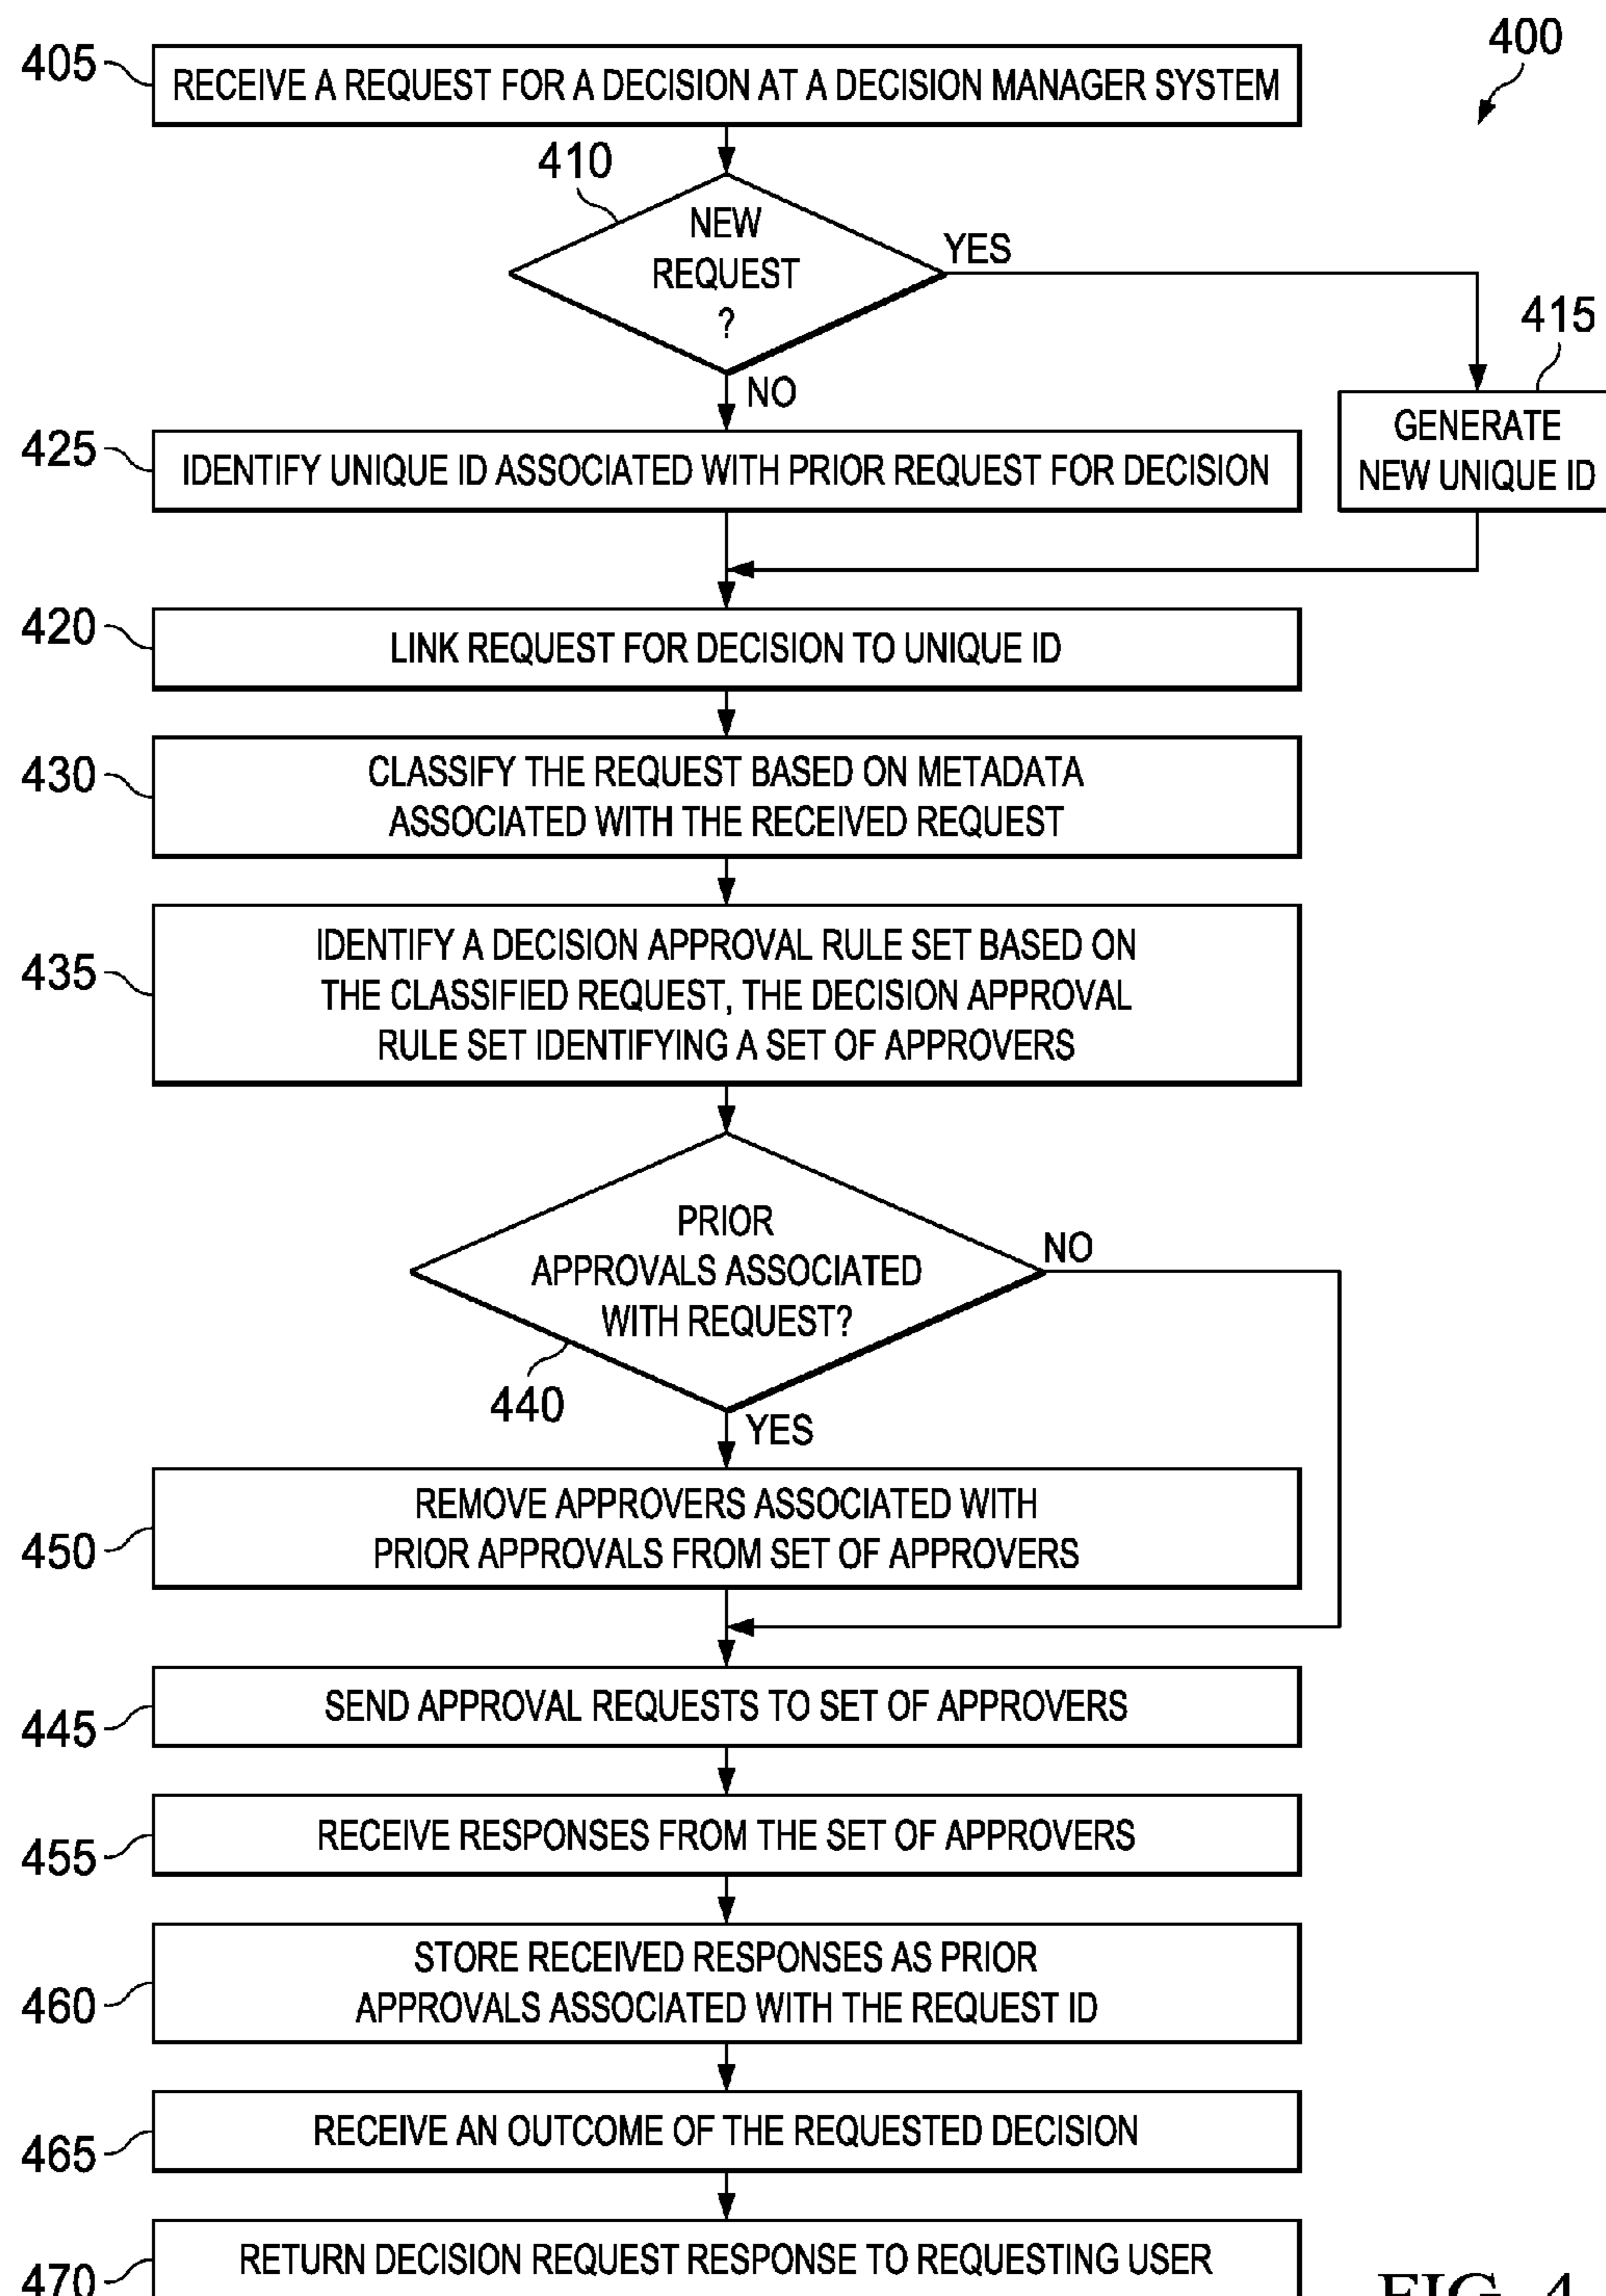 400
405
RECEIVE A REQUEST FOR A DECISION AT A DECISION MANAGER SYSTEM
410
NEW
REQUEST
?
YES
NO
415
GENERATE
NEW UNIQUE ID
425
IDENTIFY UNIQUE ID ASSOCIATED WITH PRIOR REQUEST FOR DECISION
420
LINK REQUEST FOR DECISION TO UNIQUE ID
430
CLASSIFY THE REQUEST BASED ON METADATA
ASSOCIATED WITH THE RECEIVED REQUEST
435
IDENTIFY A DECISION APPROVAL RULE SET BASED ON
THE CLASSIFIED REQUEST, THE DECISION APPROVAL
RULE SET IDENTIFYING A SET OF APPROVERS
PRIOR
APPROVALS ASSOCIATED
WITH REQUEST?
NO
440
YES
450
REMOVE APPROVERS ASSOCIATED WITH
PRIOR APPROVALS FROM SET OF APPROVERS
445
SEND APPROVAL REQUESTS TO SET OF APPROVERS
455
RECEIVE RESPONSES FROM THE SET OF APPROVERS
460
STORE RECEIVED RESPONSES AS PRIOR
APPROVALS ASSOCIATED WITH THE REQUEST ID
465
RECEIVE AN OUTCOME OF THE REQUESTED DECISION
470
RETURN DECISION REQUEST RESPONSE TO REQUESTING USER
FIG. 4